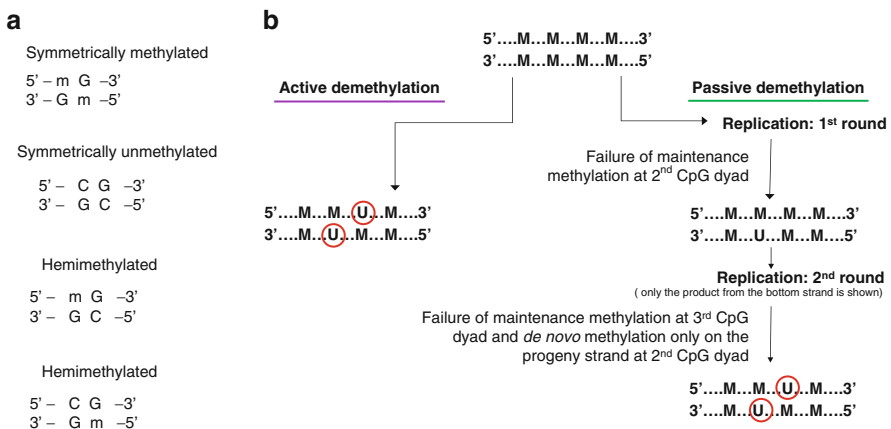 a
Symmetrically methylated
5’ – m G –3’
3’ – G m –5’
Symmetrically unmethylated
5’ – C G –3’
3’ – G C –5’
Hemimethylated
5’ – m G –3’
3’ – G C –5’
Hemimethylated
5’ – C G –3’
3’ – G m –5’
b
5’....M...M...M...M....3’
3’....M...M...M...M....5’
Active demethylation
Passive demethylation
Replication: 1st round
Failure of maintenance
methylation at 2nd CpG dyad
5’....M...M...U...M....3’
3’....M...U...M...M....5’
5’....M...M...M...M....3’
3’....M...U...M...M....5’
Replication: 2nd round
( only the product from the bottom strand is shown)
Failure of maintenance methylation at 3rd CpG
dyad and de novo methylation only on the
progeny strand at 2nd CpG dyad
5’....M...M...U...M....3’
3’....M...U...M...M....5’